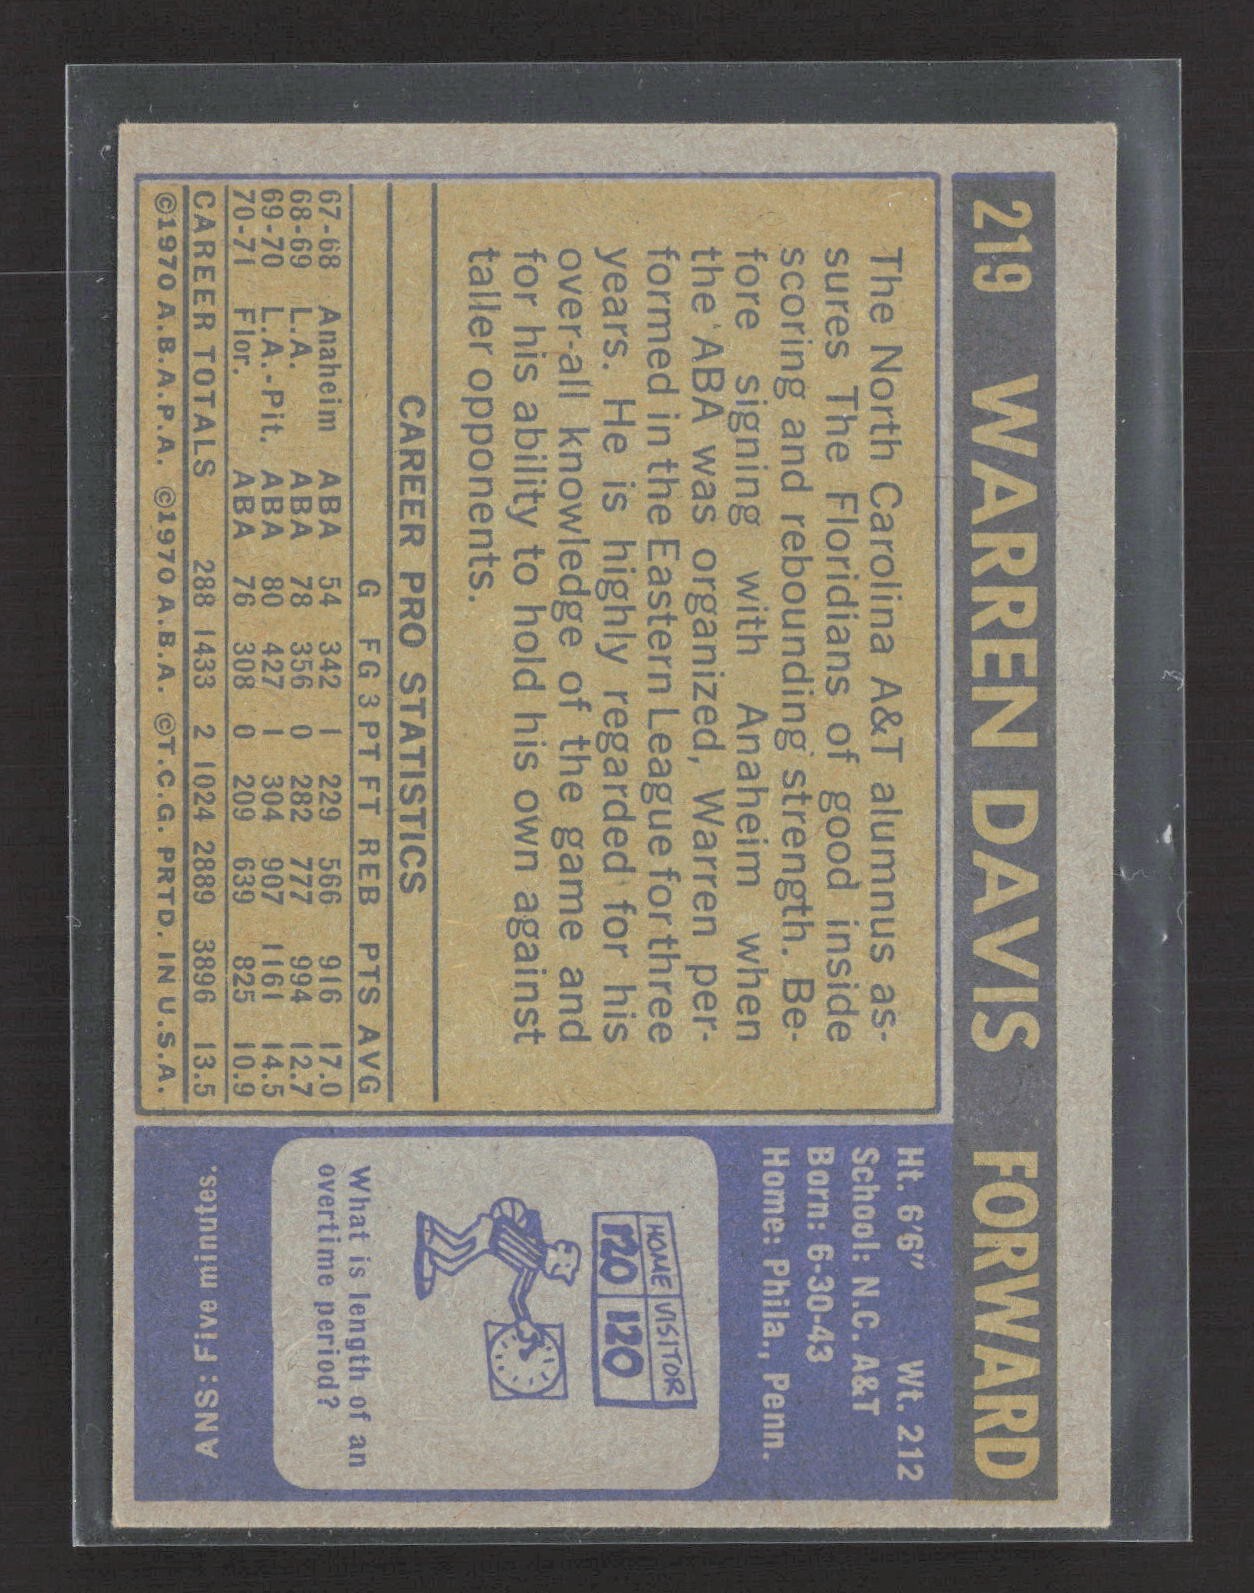 219 WARREN DAVIS FORWARD
The North Carolina A&T alumnus as-
sures The Floridians of good inside
scoring and rebounding strength. Be-
fore signing with Anaheim when
the ABA was organized, Warren per-
formed in the Eastern League for three
years. He is highly regarded for his
over-all knowledge of the game and
for his ability to hold his own against
taller opponents.
CAREER PRO STATISTICS
G FG 3PT FT REB PTS AVG
67-68 Anaheim ABA 54 342 1 229 566 916 17.0
68-69 L.A. ABA 78 356 0 282 777 994 12.7
69-70 L.A.-Pit. ABA 80 427 1 304 907 1161 14.5
70-71 Flor. ABA 76 308 0 209 639 825 10.9
CAREER TOTALS 288 1433 2 1024 2889 3896 13.5
©1970 A.B.A.P.A. ©1970 A.B.A. ©T.C.G. PRTD. IN U.S.A.
Ht. 6'6" Wt. 212
School: N.C. A&T
Born: 6-30-43
Home: Phila., Penn.
HOME VISITOR
120 120
What is length of an
overtime period?
ANS: Five minutes.